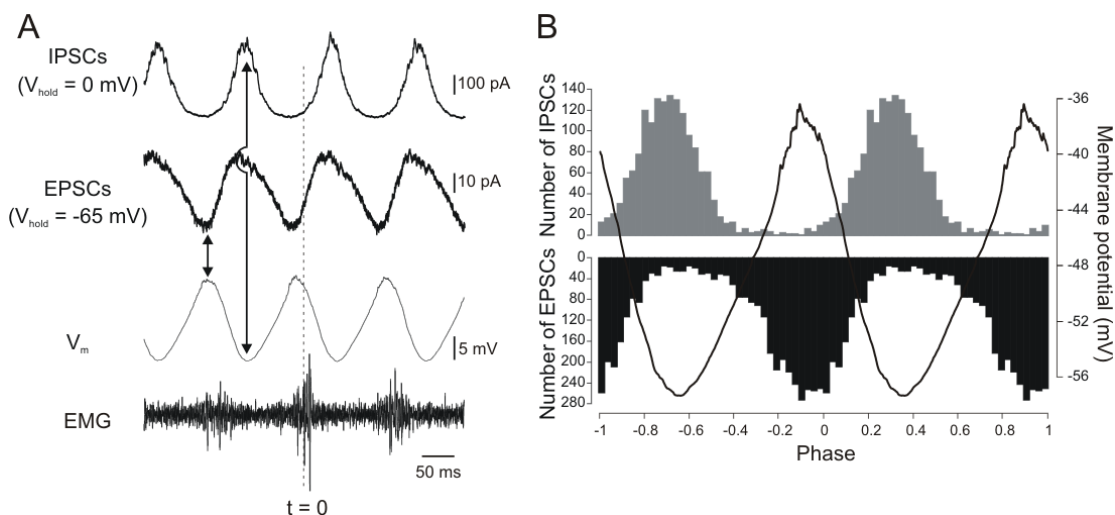 A
IPSCs
(Vhold = 0 mV)
100 pA
EPSCs
(Vhold = -65 mV)
10 pA
Vm
5 mV
EMG
50 ms
t = 0
B
Number of IPSCs
140
120
100
80
60
40
20
0
Number of EPSCs
0
40
80
120
160
200
240
280
-36
-40
-44
-48
-52
-56
Membrane potential (mV)
-1 -0.8 -0.6 -0.4 -0.2 0 0.2 0.4 0.6 0.8 1
Phase